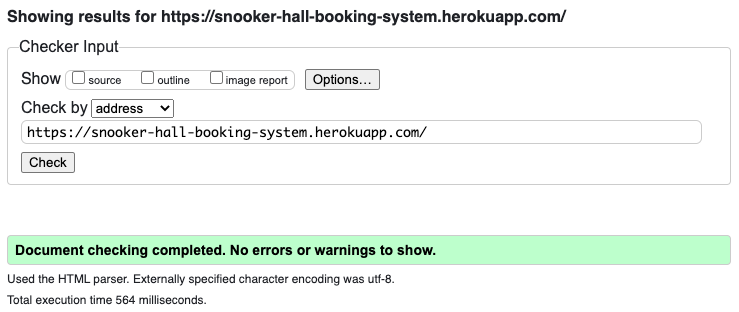 Showing results for https://snooker-hall-booking-system.herokuapp.com/
Checker Input
Show source outline image report Options...
Check by address
https://snooker-hall-booking-system.herokuapp.com/
Check
Document checking completed. No errors or warnings to show.
Used the HTML parser. Externally specified character encoding was utf-8.
Total execution time 564 milliseconds.